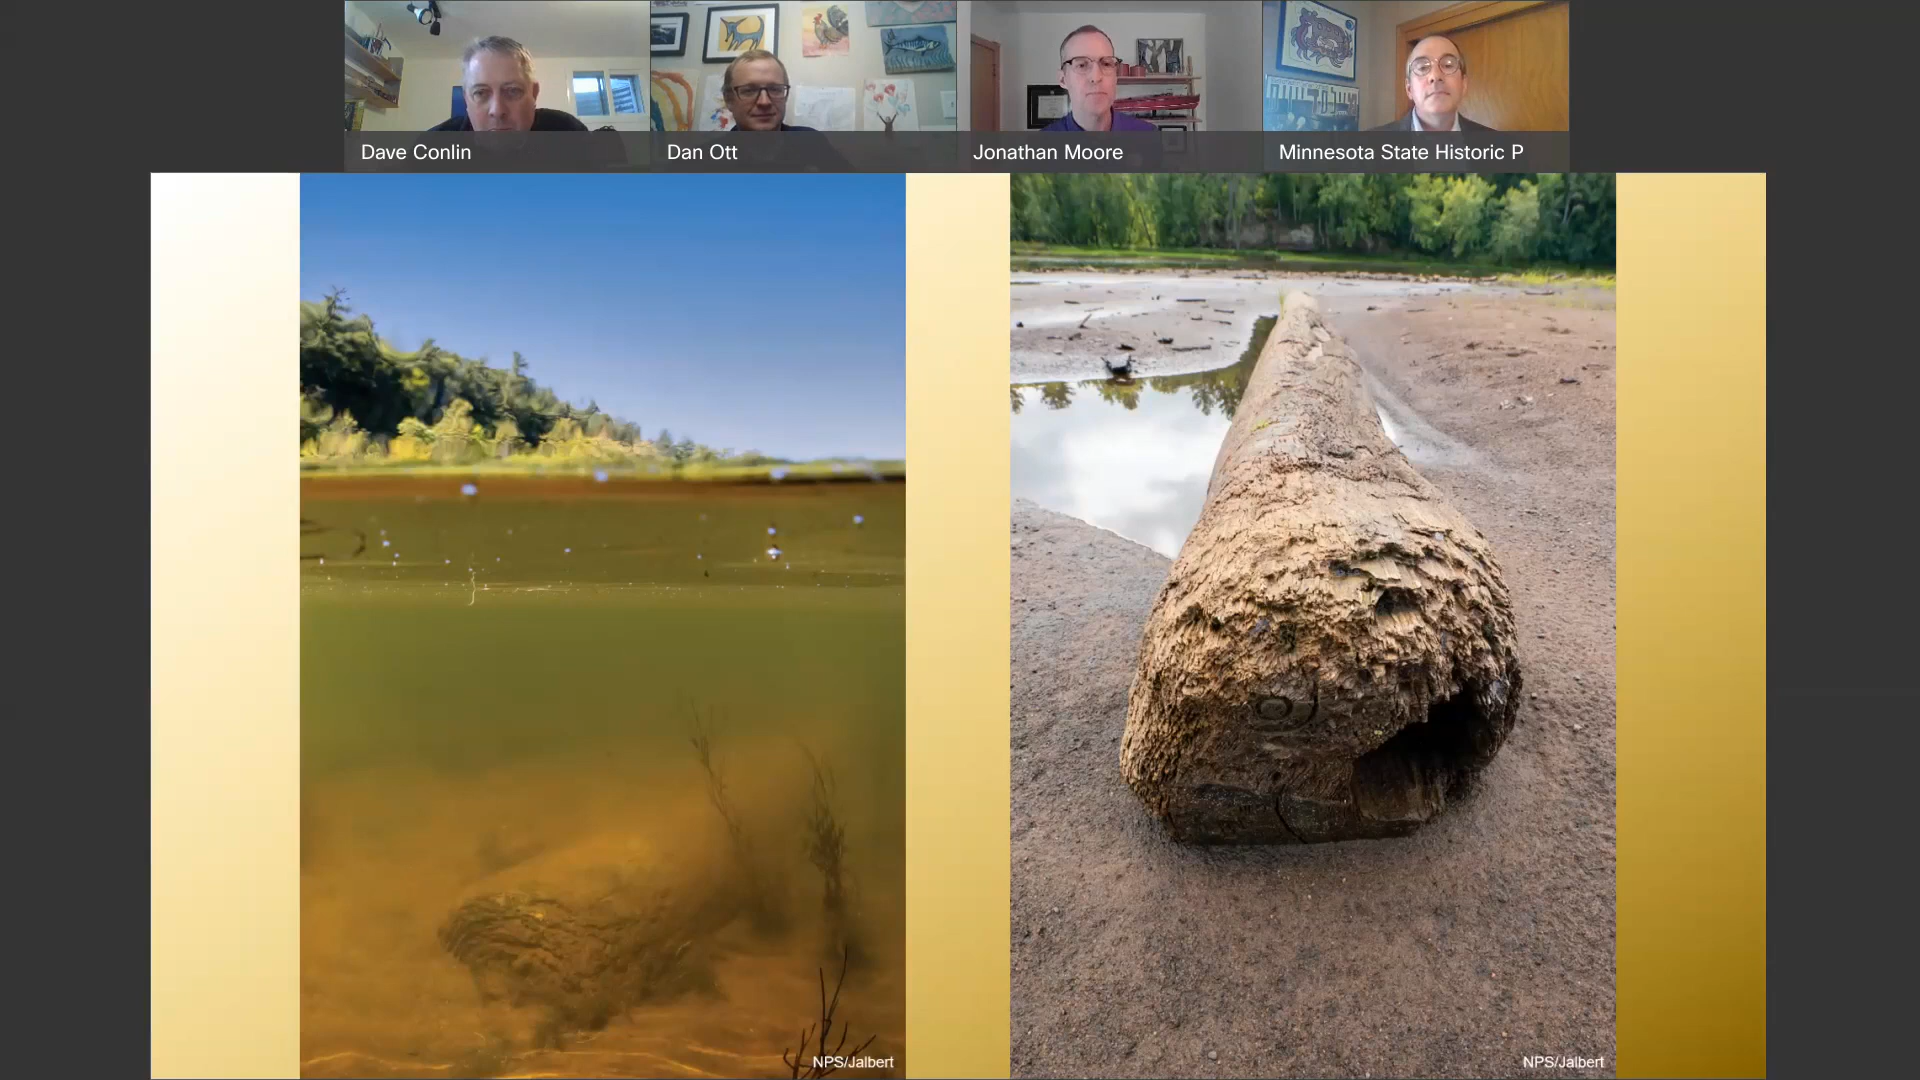 Dave Conlin
Dan Ott
Jonathan Moore
Minnesota State Historic P
NPS/Jalbert
NPS/Jalbert